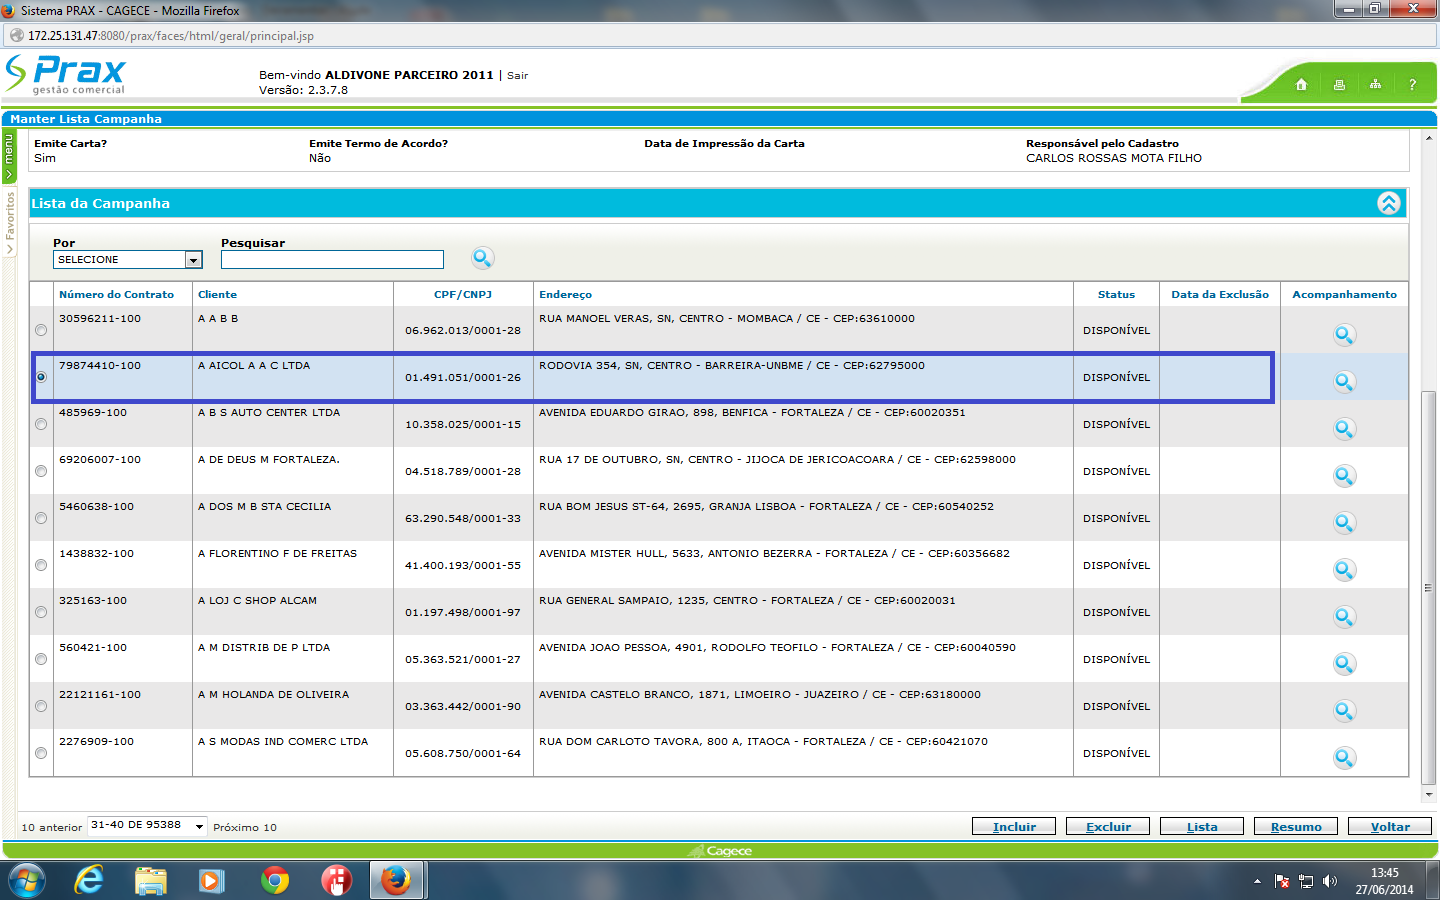 Sistema PRAX - CAGECE - Mozilla Firefox
172.25.131.47:8080/prax/faces/html/geral/principal.jsp
Prax
gestão comercial
Bem-vindo ALDIVONE PARCEIRO 2011 | Sair
Versão: 2.3.7.8
?
Manter Lista Campanha
menu
Favoritos
Emite Carta? Emite Termo de Acordo? Data de Impressão da Carta Responsável pelo Cadastro
Sim Não CARLOS ROSSAS MOTA FILHO
Lista da Campanha
Por Pesquisar
SELECIONE
Número do Contrato Cliente CPF/CNPJ Endereço Status Data da Exclusão Acompanhamento
30596211-100 A A B B 06.962.013/0001-28 RUA MANOEL VERAS, SN, CENTRO - MOMBACA / CE - CEP:63610000 DISPONÍVEL
79874410-100 A AICOL A A C LTDA 01.491.051/0001-26 RODOVIA 354, SN, CENTRO - BARREIRA-UNBME / CE - CEP:62795000 DISPONÍVEL
485969-100 A B S AUTO CENTER LTDA 10.358.025/0001-15 AVENIDA EDUARDO GIRAO, 898, BENFICA - FORTALEZA / CE - CEP:60020351 DISPONÍVEL
69206007-100 A DE DEUS M FORTALEZA. 04.518.789/0001-28 RUA 17 DE OUTUBRO, SN, CENTRO - JIJOCA DE JERICOACOARA / CE - CEP:62598000 DISPONÍVEL
5460638-100 A DOS M B STA CECILIA 63.290.548/0001-33 RUA BOM JESUS ST-64, 2695, GRANJA LISBOA - FORTALEZA / CE - CEP:60540252 DISPONÍVEL
1438832-100 A FLORENTINO F DE FREITAS 41.400.193/0001-55 AVENIDA MISTER HULL, 5633, ANTONIO BEZERRA - FORTALEZA / CE - CEP:60356682 DISPONÍVEL
325163-100 A LOJ C SHOP ALCAM 01.197.498/0001-97 RUA GENERAL SAMPAIO, 1235, CENTRO - FORTALEZA / CE - CEP:60020031 DISPONÍVEL
560421-100 A M DISTRIB DE P LTDA 05.363.521/0001-27 AVENIDA JOAO PESSOA, 4901, RODOLFO TEOFILO - FORTALEZA / CE - CEP:60040590 DISPONÍVEL
22121161-100 A M HOLANDA DE OLIVEIRA 03.363.442/0001-90 AVENIDA CASTELO BRANCO, 1871, LIMOEIRO - JUAZEIRO / CE - CEP:63180000 DISPONÍVEL
2276909-100 A S MODAS IND COMERC LTDA 05.608.750/0001-64 RUA DOM CARLOTO TAVORA, 800 A, ITAOCA - FORTALEZA / CE - CEP:60421070 DISPONÍVEL
10 anterior 31-40 DE 95388 Próximo 10 Incluir Excluir Lista Resumo Voltar
Cagece
13:45
27/06/2014